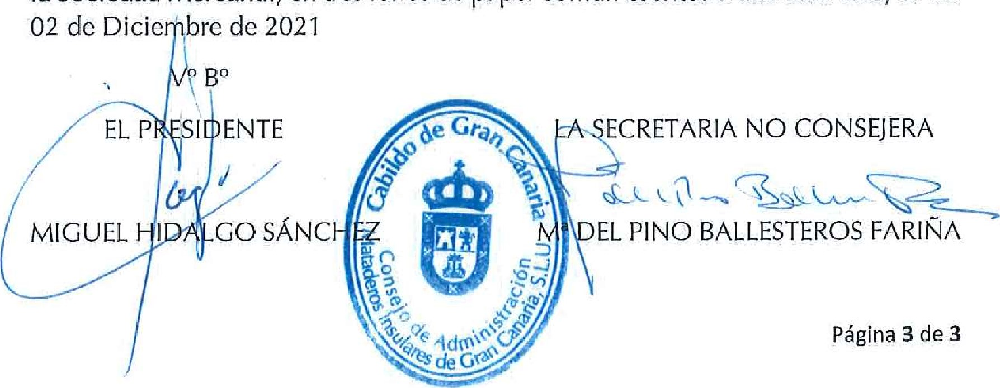 02 de Diciembre de 2021
Vº Bº
EL PRESIDENTE
LA SECRETARIA NO CONSEJERA
Cabildo de Gran Canaria
MIGUEL HIDALGO SÁNCHEZ
Mª DEL PINO BALLESTEROS FARIÑA
Consejo de Administración
Mataderos Insulares de Gran Canaria, S.L.U
Página 3 de 3